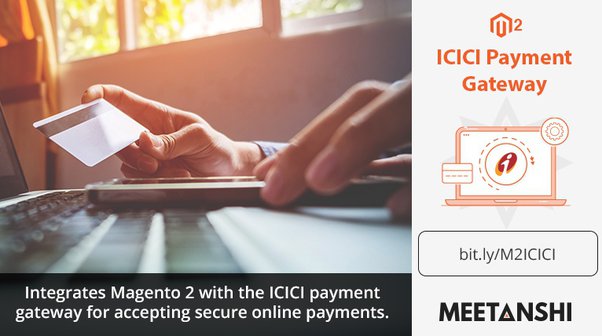 Integrates Magento 2 with the ICICI payment
gateway for accepting secure online payments.
2
ICICI Payment
Gateway
i
bit.ly/M2ICICI
MEETANSHI